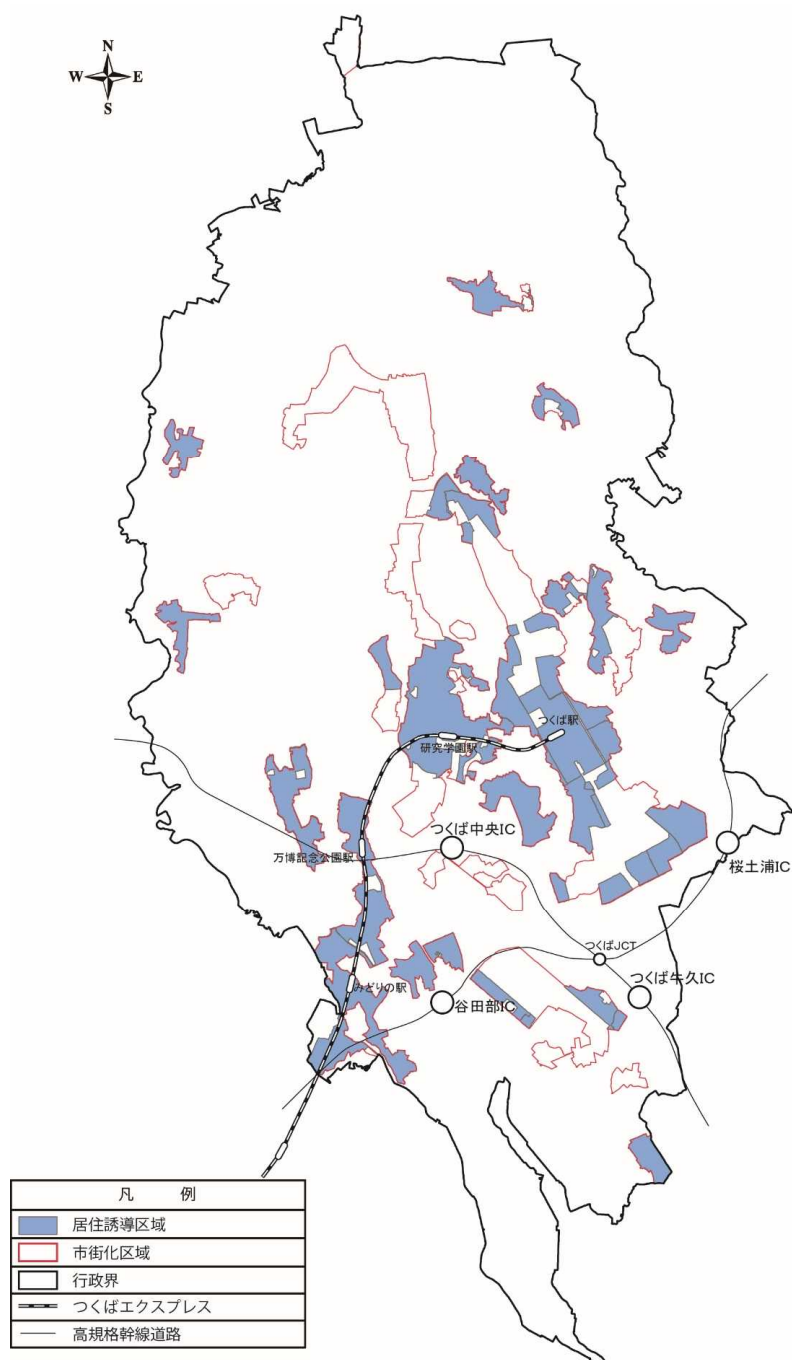 N
W E
S
つくば駅
研究学園駅
つくば中央IC
万博記念公園駅
桜土浦IC
つくばJCT
みどりの駅
つくば牛久IC
谷田部IC
凡 例
居住誘導区域
市街化区域
行政界
つくばエクスプレス
高規格幹線道路